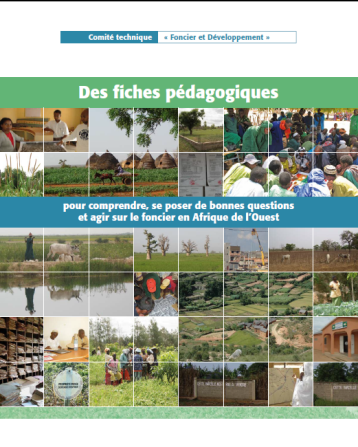 Comité technique « Foncier et Développement »
Des fiches pédagogiques
pour comprendre, se poser de bonnes questions
et agir sur le foncier en Afrique de l'Ouest